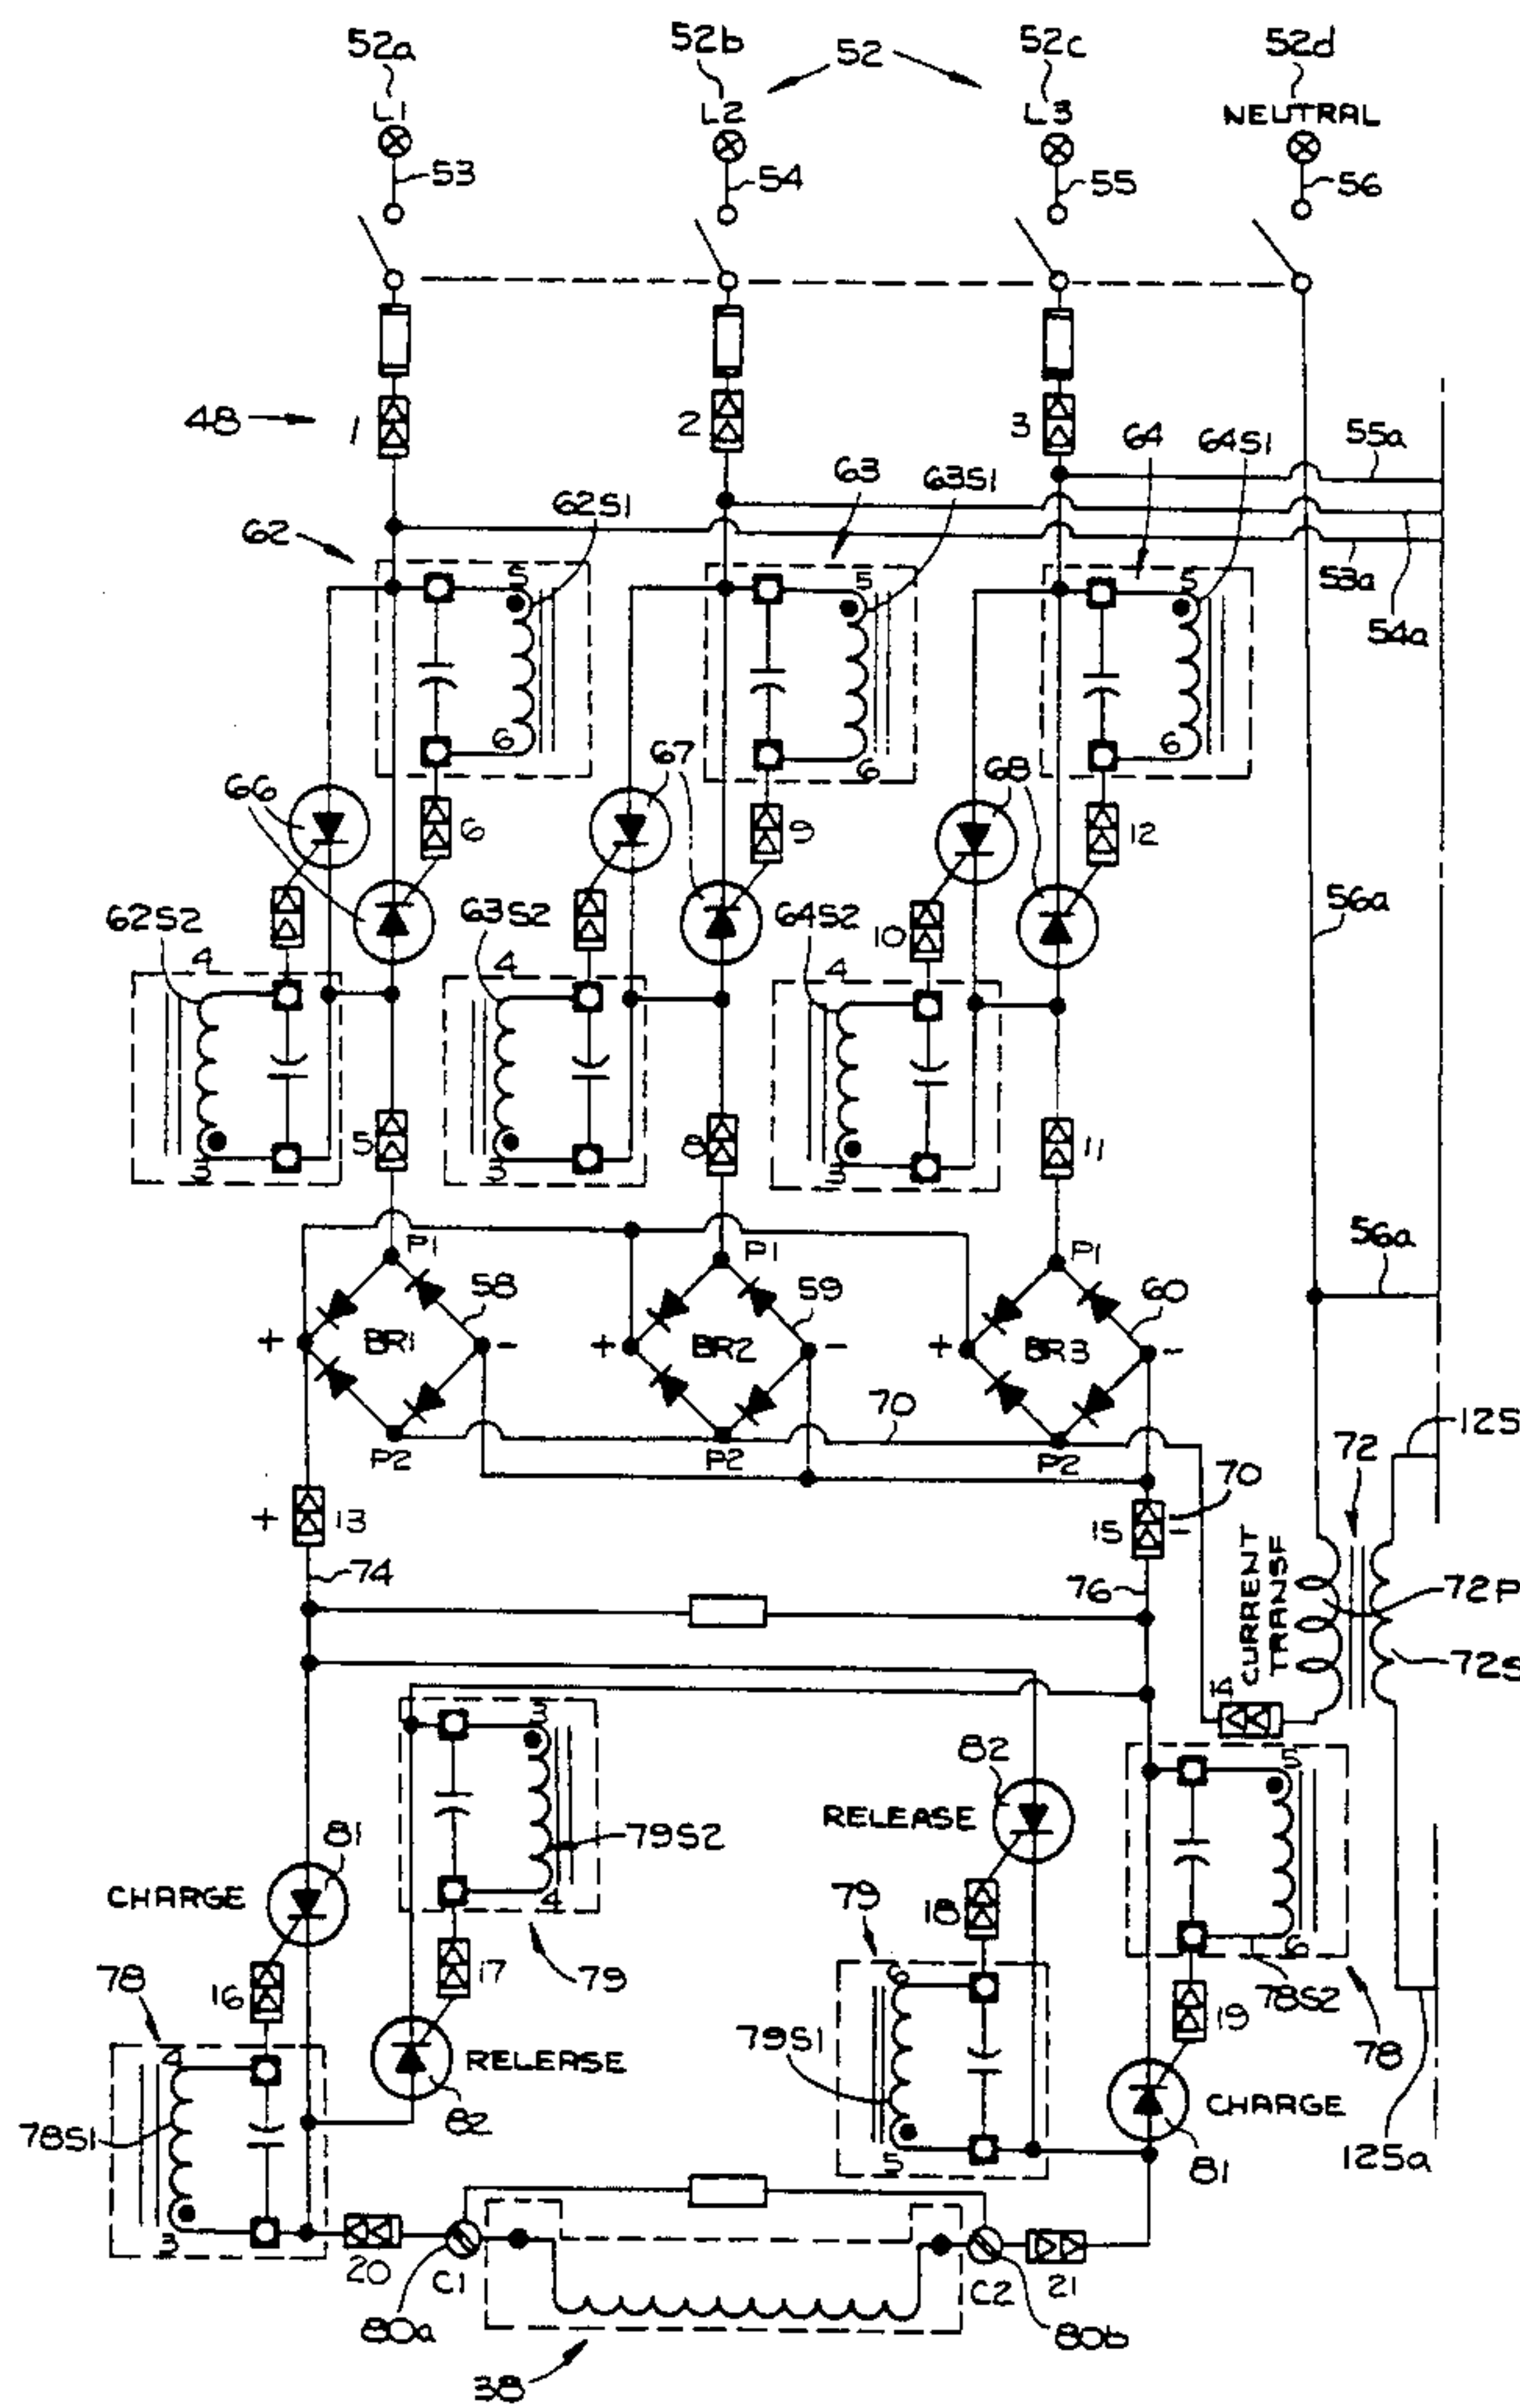 52a
52b
52
52c
52d
L1
L2
L3
NEUTRAL
53
54
55
56
48
1
2
3
55a
53a
54a
62
62S1
63
63S1
64
64S1
5
5
5
6
6
6
66
67
68
6
9
12
56a
62S2
63S2
64S2
10
4
4
4
5
8
11
3
3
3
56a
P1
P1
P1
58
59
60
+
BR1
-
+
BR2
-
+
BR3
-
70
P2
P2
P2
125
72
+
13
15
-
70
74
76
CURRENT
TRANSF
72P
72S
14
3
82
5
RELEASE
81
79S2
CHARGE
4
18
79
6
78S2
16
17
79
78
6
19
78
79S1
4
RELEASE
82
CHARGE
81
78S1
5
125a
3
20
C1
C2
21
80a
80b
38